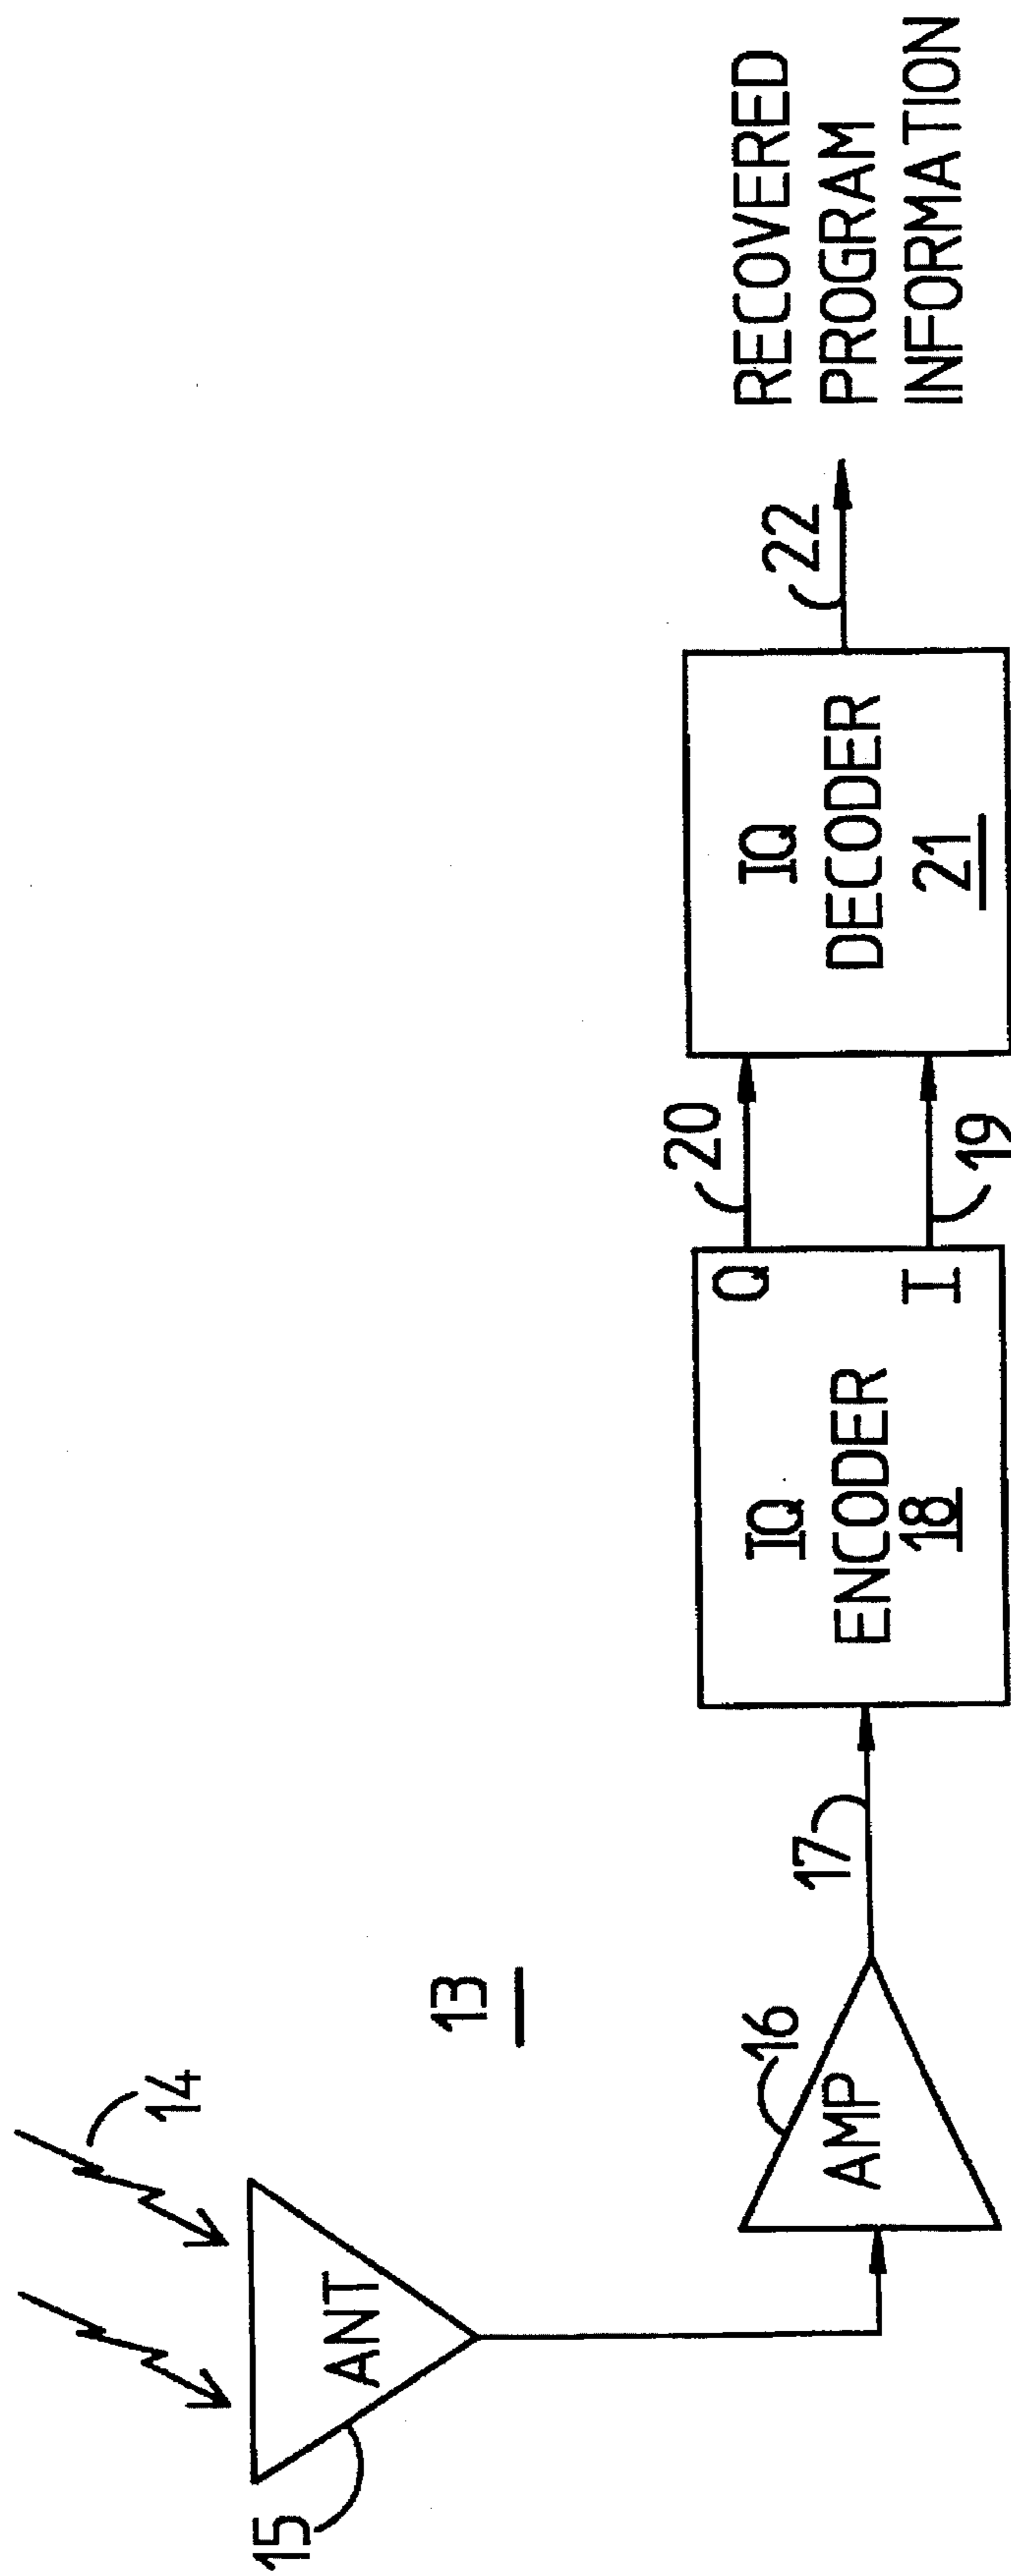 14
15
ANT
13
16
AMP
17
IQ
ENCODER
18
Q
I
20
19
IQ
DECODER
21
22
RECOVERED
PROGRAM
INFORMATION